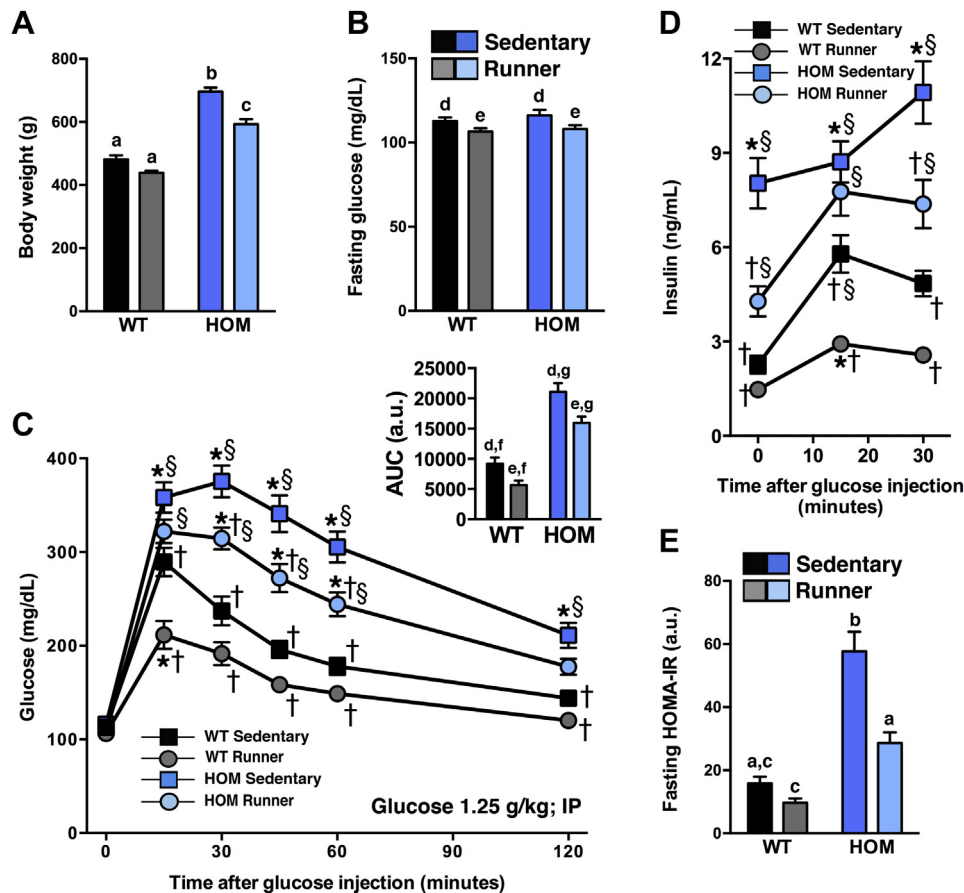 A
Body weight (g)
800
600
400
200
0
a
a
b
c
WT
HOM
B
Sedentary
Runner
Fasting glucose (mg/dL)
150
100
50
0
d
e
d
e
WT
HOM
C
Glucose (mg/dL)
400
300
200
100
0
*§
*§
*§
*§
*§
§
*†§
*†§
*†§
†
†
†
†
†
*†
†
†
†
†
WT Sedentary
WT Runner
HOM Sedentary
HOM Runner
Glucose 1.25 g/kg; IP
0
30
60
90
120
Time after glucose injection (minutes)
AUC (a.u.)
25000
20000
15000
10000
5000
0
d,f
e,f
d,g
e,g
WT
HOM
D
WT Sedentary
WT Runner
HOM Sedentary
HOM Runner
Insulin (ng/mL)
12
9
6
3
0
*§
*§
*§
†§
§
†§
†
†§
†
†
*†
†
0
10
20
30
Time after glucose injection
(minutes)
E
Sedentary
Runner
Fasting HOMA-IR (a.u.)
80
60
40
20
0
a,c
c
b
a
WT
HOM